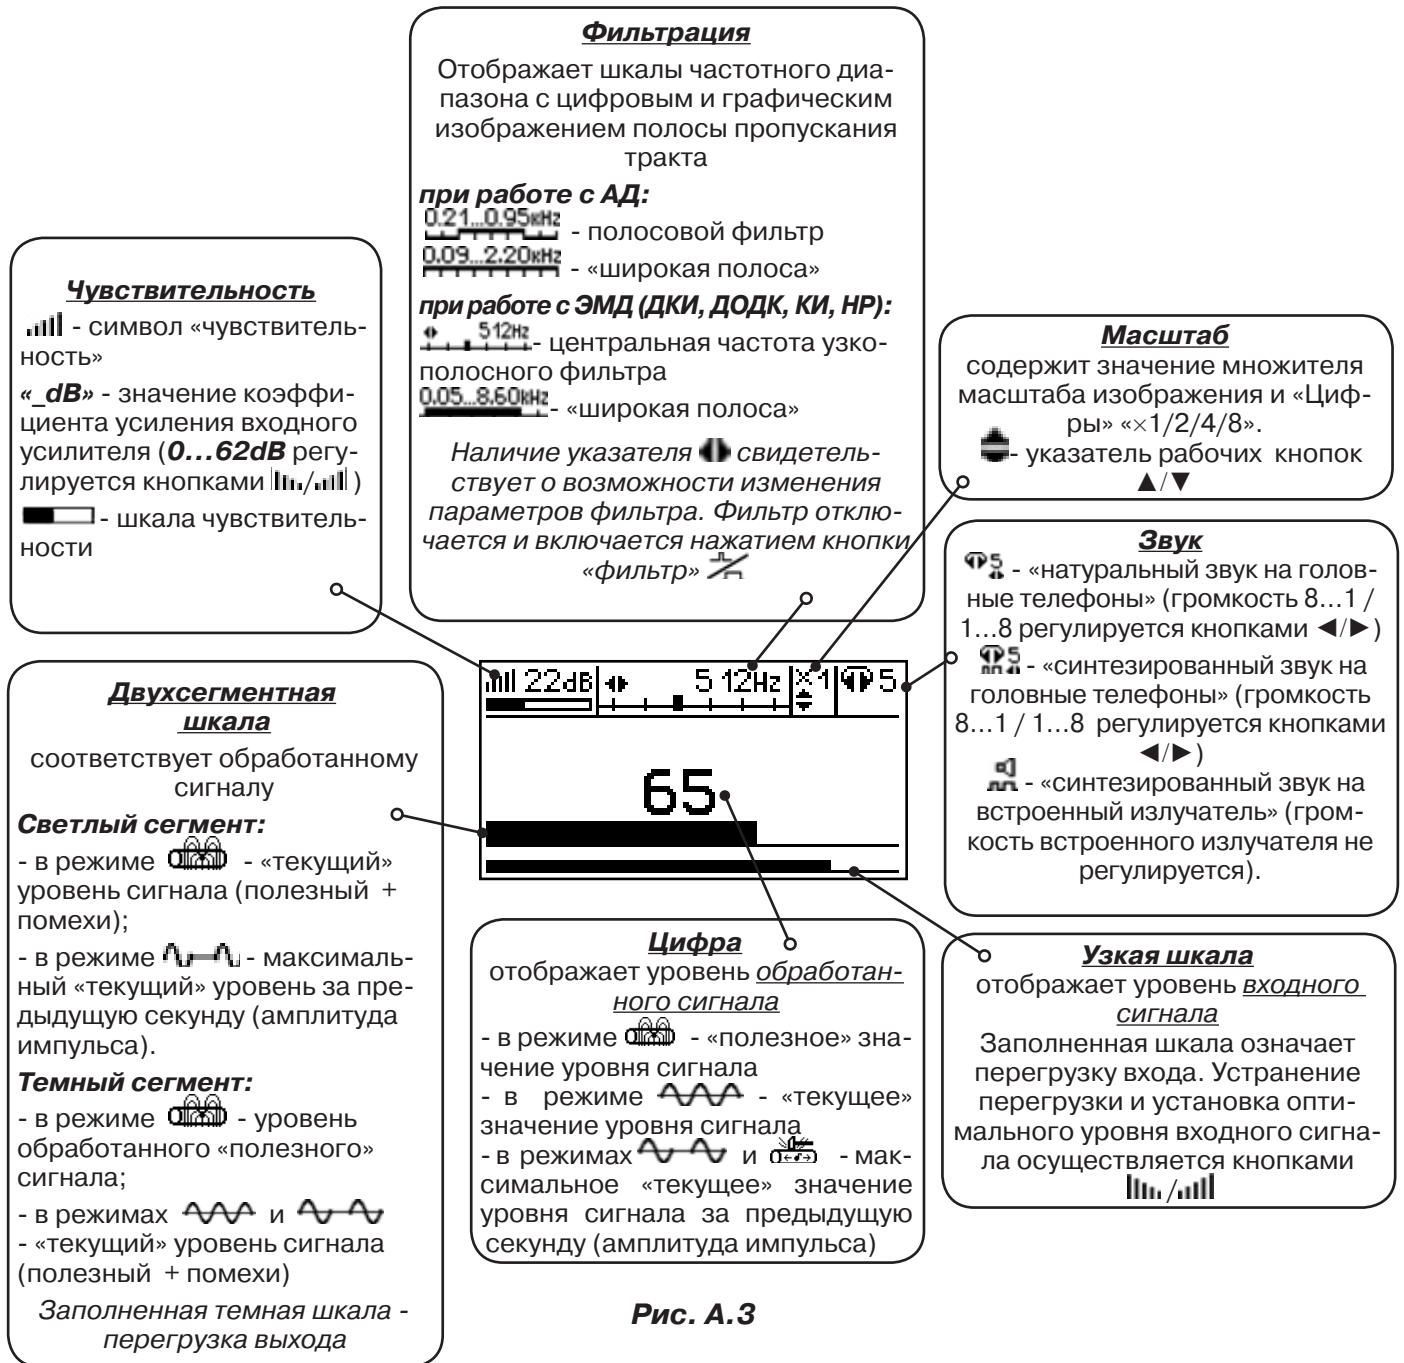 Фильтрация
Отображает шкалы частотного диа-
пазона с цифровым и графическим
изображением полосы пропускания
тракта
при работе с АД:
0.21...0.95кHz - полосовой фильтр
0.09...2.20кHz - «широкая полоса»
при работе с ЭМД (ДКИ, ДОДК, КИ, НР):
512Hz - центральная частота узко-
полосного фильтра
0.05...8.60кHz - «широкая полоса»
Наличие указателя свидетель-
ствует о возможности изменения
параметров фильтра. Фильтр отклю-
чается и включается нажатием кнопки
«фильтр»
Чувствительность
- символ «чувствитель-
ность»
«_dB» - значение коэффи-
циента усиления входного
усилителя (0...62dB регу-
лируется кнопками / )
- шкала чувствитель-
ности
Масштаб
содержит значение множителя
масштаба изображения и «Циф-
ры» «×1/2/4/8».
- указатель рабочих кнопок
▲/▼
Звук
5 - «натуральный звук на голов-
ные телефоны» (громкость 8...1 /
1...8 регулируется кнопками ◄/►)
5 - «синтезированный звук на
головные телефоны» (громкость
8...1 / 1...8 регулируется кнопками
◄/►)
- «синтезированный звук на
встроенный излучатель» (гром-
кость встроенного излучателя не
регулируется).
22dB 512Hz ×1 5
65
Двухсегментная
шкала
соответствует обработанному
сигналу
Светлый сегмент:
- в режиме - «текущий»
уровень сигнала (полезный +
помехи);
- в режиме - максималь-
ный «текущий» уровень за пре-
дыдущую секунду (амплитуда
импульса).
Темный сегмент:
- в режиме - уровень
обработанного «полезного»
сигнала;
- в режимах и
- «текущий» уровень сигнала
(полезный + помехи)
Заполненная темная шкала -
перегрузка выхода
Цифра
отображает уровень обработан-
ного сигнала
- в режиме - «полезное» зна-
чение уровня сигнала
- в режиме - «текущее»
значение уровня сигнала
- в режимах и - мак-
симальное «текущее» значение
уровня сигнала за предыдущую
секунду (амплитуда импульса)
Узкая шкала
отображает уровень входного
сигнала
Заполненная шкала означает
перегрузку входа. Устранение
перегрузки и установка опти-
мального уровня входного сигна-
ла осуществляется кнопками
/
Рис. А.3